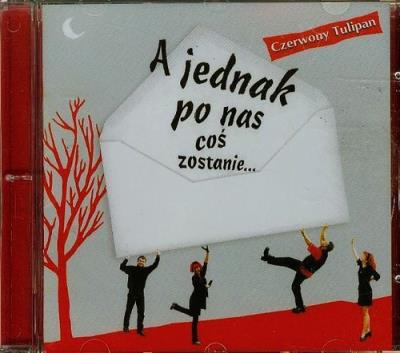 Czerwony Tulipan
A jednak
po nas
coś
zostanie...